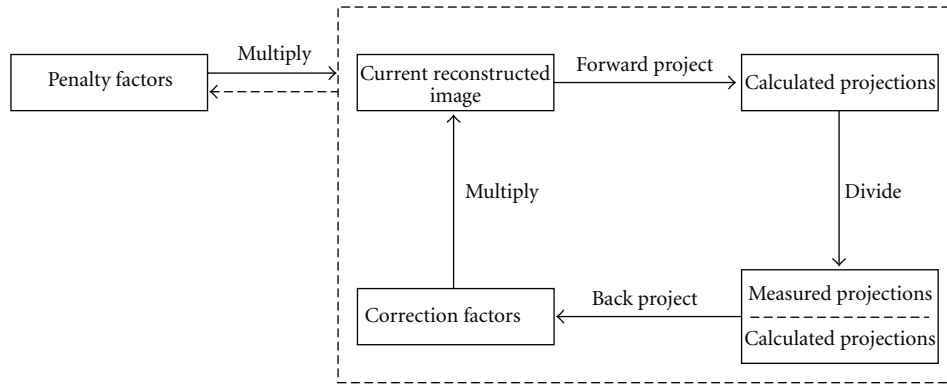 Penalty factors
Multiply
Current reconstructed
image
Forward project
Calculated projections
Multiply
Divide
Correction factors
Back project
Measured projections
Calculated projections